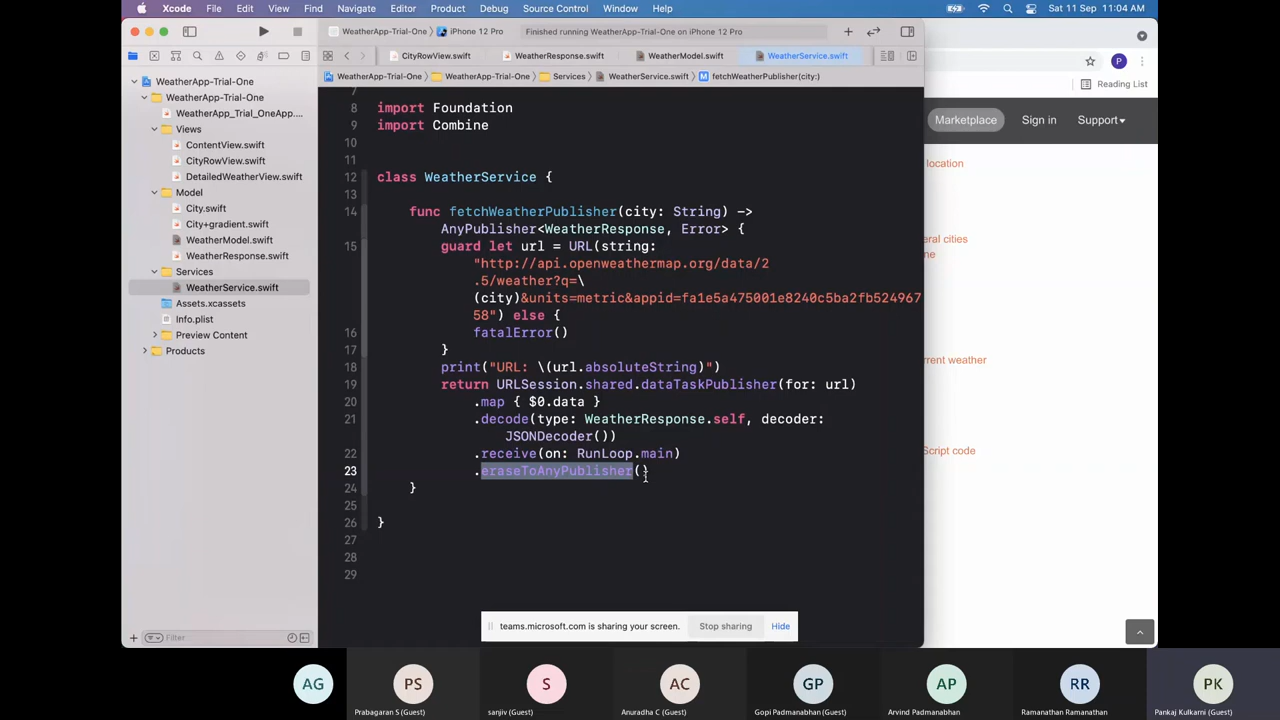 Xcode File Edit View Find Navigate Editor Product Debug Source Control Window Help Sat 11 Sep 11:04 AM
WeatherApp-Trial-One iPhone 12 Pro Finished running WeatherApp-Trial-One on iPhone 12 Pro
CityRowView.swift WeatherResponse.swift WeatherModel.swift WeatherService.swift
WeatherApp-Trial-One WeatherApp-Trial-One Services WeatherService.swift M fetchWeatherPublisher(city:)
WeatherApp-Trial-One
WeatherApp-Trial-One
WeatherApp_Trial_OneApp....
Views
ContentView.swift
CityRowView.swift
DetailedWeatherView.swift
Model
City.swift
City+gradient.swift
WeatherModel.swift
WeatherResponse.swift
Services
WeatherService.swift
Assets.xcassets
Info.plist
Preview Content
Products
Filter
7
8 import Foundation
9 import Combine
10
11
12 class WeatherService {
13
14 func fetchWeatherPublisher(city: String) ->
AnyPublisher<WeatherResponse, Error> {
15 guard let url = URL(string:
"http://api.openweathermap.org/data/2
.5/weather?q=\
(city)&units=metric&appid=fa1e5a475001e8240c5ba2fb524967
58") else {
16 fatalError()
17 }
18 print("URL: \(url.absoluteString)")
19 return URLSession.shared.dataTaskPublisher(for: url)
20 .map { $0.data }
21 .decode(type: WeatherResponse.self, decoder:
JSONDecoder())
22 .receive(on: RunLoop.main)
23 .eraseToAnyPublisher()
24 }
25
26 }
27
28
29
teams.microsoft.com is sharing your screen. Stop sharing Hide
P
Reading List
Marketplace Sign in Support
location
eral cities
ne
rrent weather
Script code
AG PS S AC GP AP RR PK
Prabagaran S (Guest) sanjiv (Guest) Anuradha C (Guest) Gopi Padmanabhan (Guest) Arvind Padmanabhan Ramanathan Ramanathan Pankaj Kulkarni (Guest)